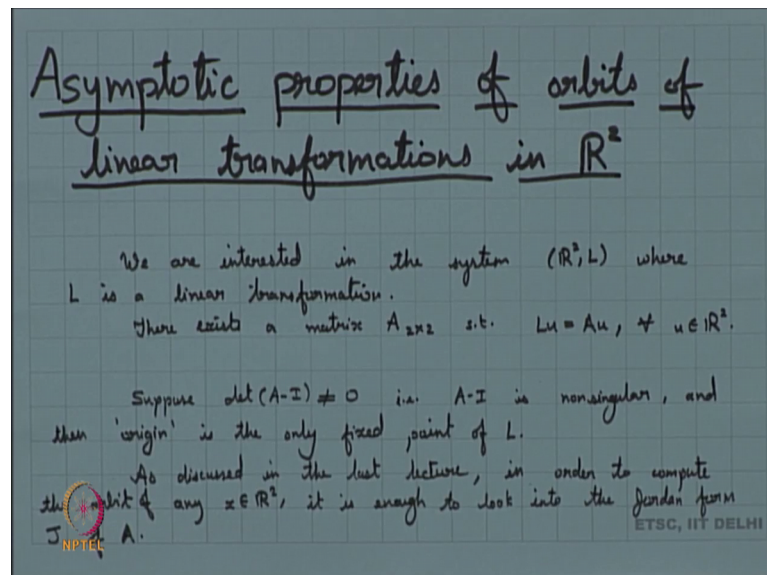 Asymptotic properties of orbits of
linear transformations in ℝ²
We are interested in the system (ℝ², L) where
L is a linear transformation.
There exists a matrix A₂ₓ₂ s.t. Lu = Au, ∀ u ∈ ℝ².
Suppose det (A-I) ≠ 0 i.e. A-I is nonsingular, and
then 'origin' is the only fixed point of L.
As discussed in the last lecture, in order to compute
the orbit of any x ∈ ℝ², it is enough to look into the Jordan form
J of A.
ETSC, IIT DELHI
NPTEL